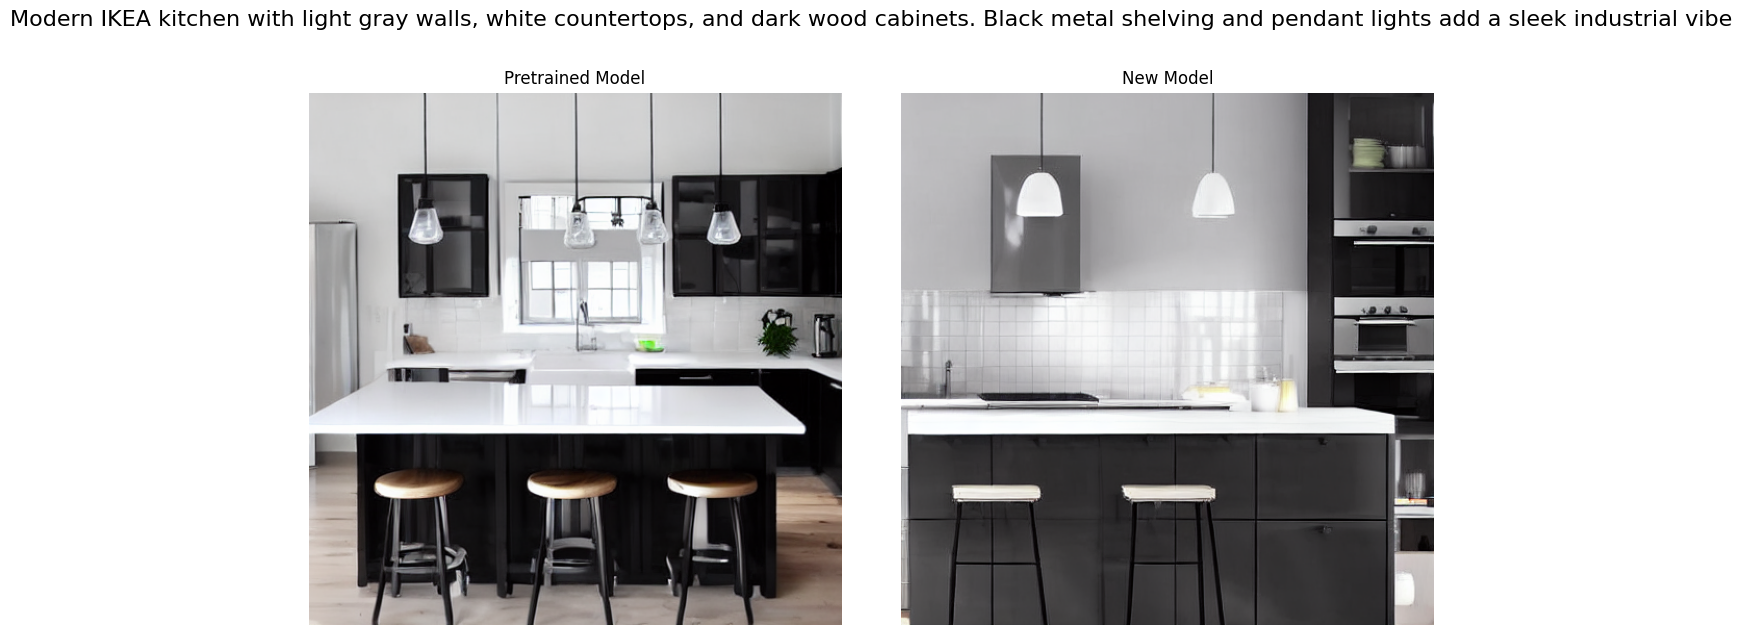 Modern IKEA kitchen with light gray walls, white countertops, and dark wood cabinets. Black metal shelving and pendant lights add a sleek industrial vibe
Pretrained Model
New Model